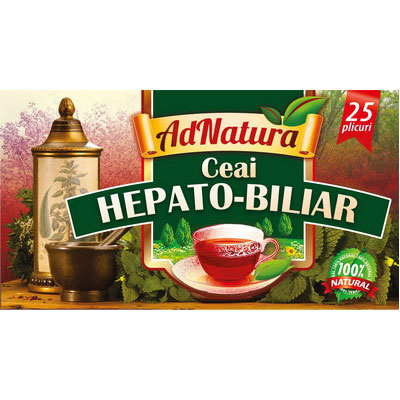 25
plicuri
AdNatura
Ceai
HEPATO-BILIAR
100%
NATURAL